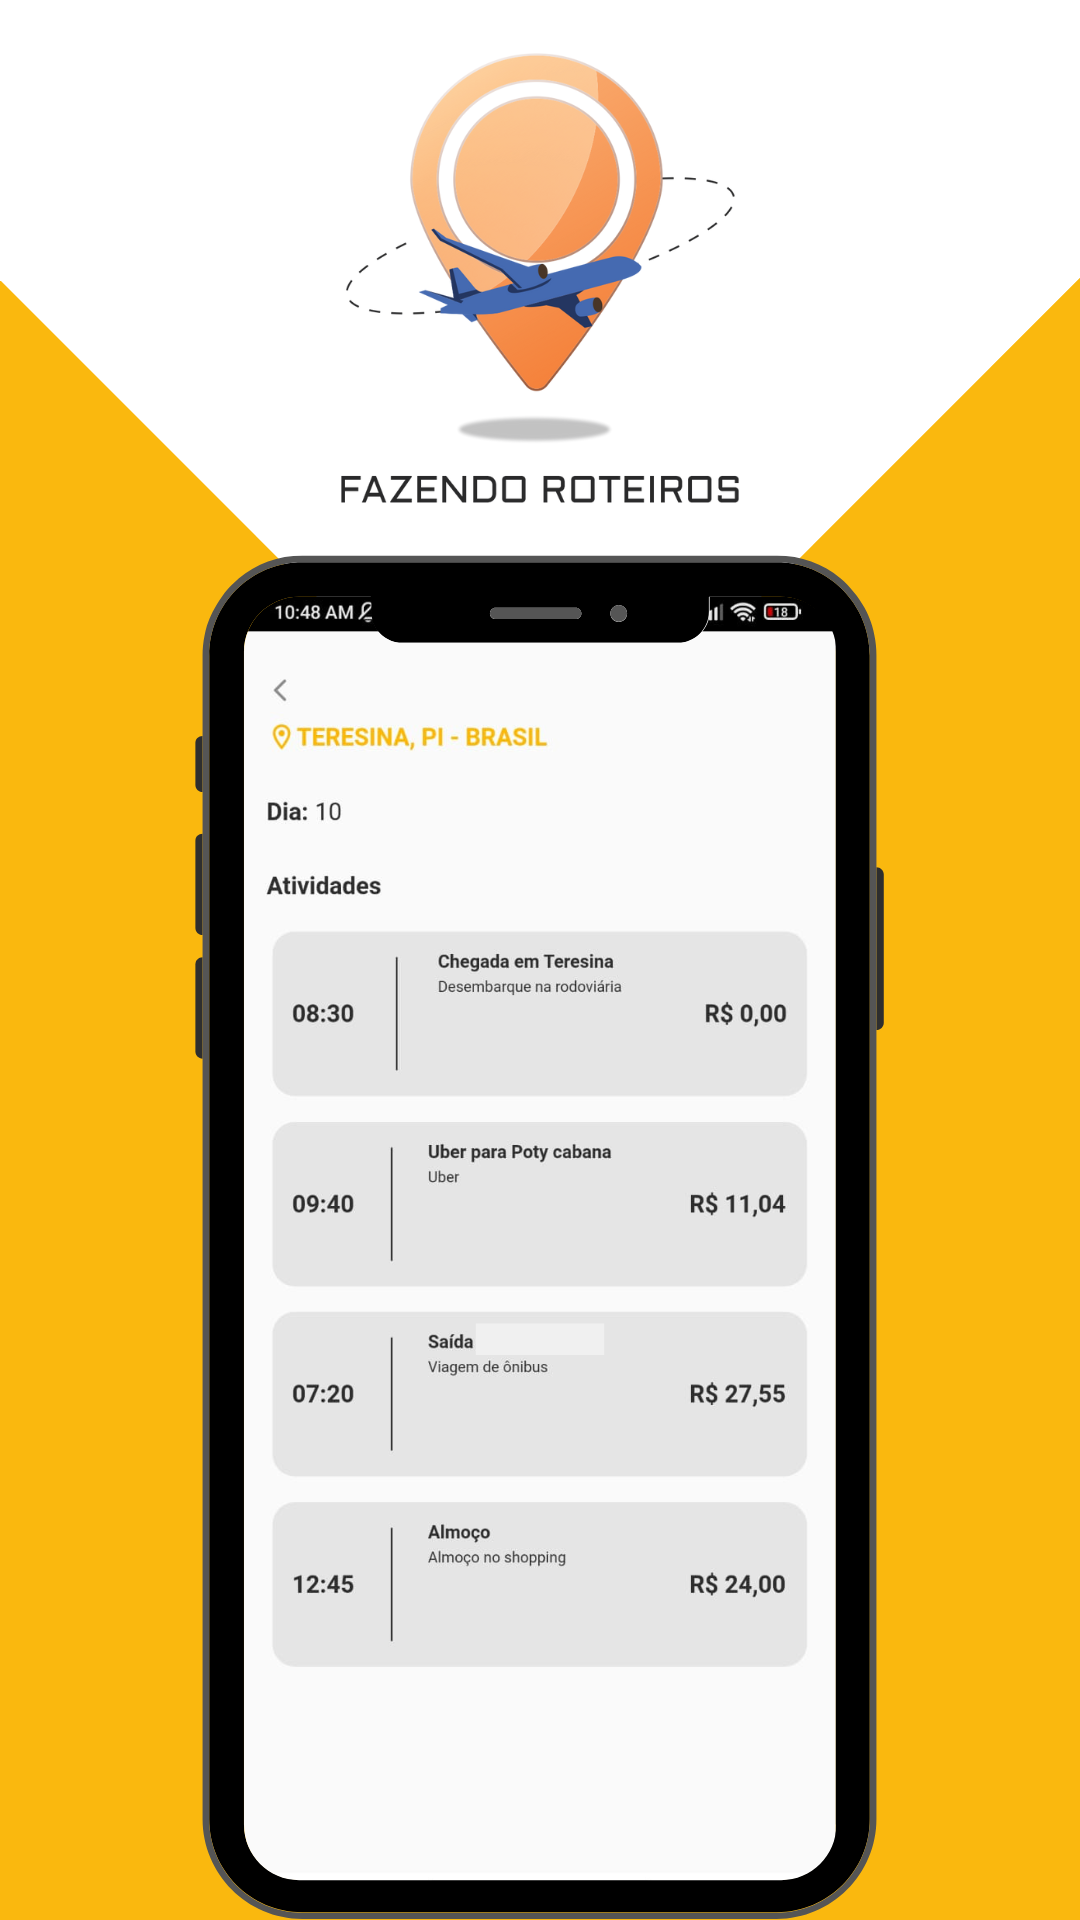 FAZENDO ROTEIROS
10:48 AM
18
TERESINA, PI - BRASIL
Dia: 10
Atividades
Chegada em Teresina
Desembarque na rodoviária
08:30
R$ 0,00
Uber para Poty cabana
Uber
09:40
R$ 11,04
Saída
Viagem de ônibus
07:20
R$ 27,55
Almoço
Almoço no shopping
12:45
R$ 24,00